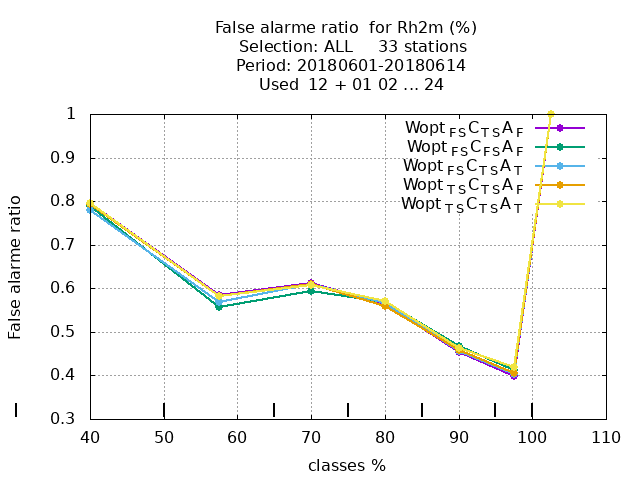 False alarme ratio for Rh2m (%)
Selection: ALL 33 stations
Period: 20180601-20180614
Used 12 + 01 02 ... 24
False alarme ratio
1
0.9
0.8
0.7
0.6
0.5
0.4
0.3
Wopt FS C TS A F
Wopt FS C FS A F
Wopt FS C TS A T
Wopt TS C TS A F
Wopt TS C TS A T
40 50 60 70 80 90 100 110
classes %